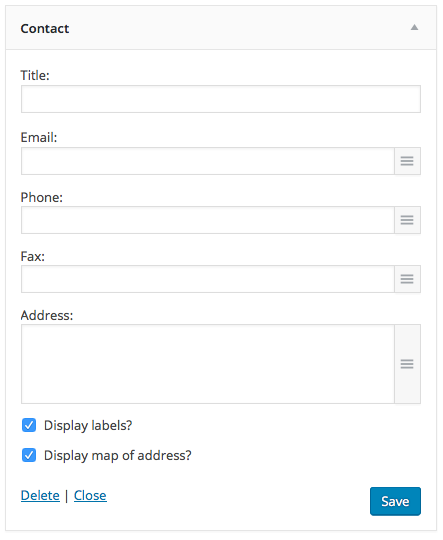 Contact
Title:
Email:
Phone:
Fax:
Address:
Display labels?
Display map of address?
Delete | Close
Save